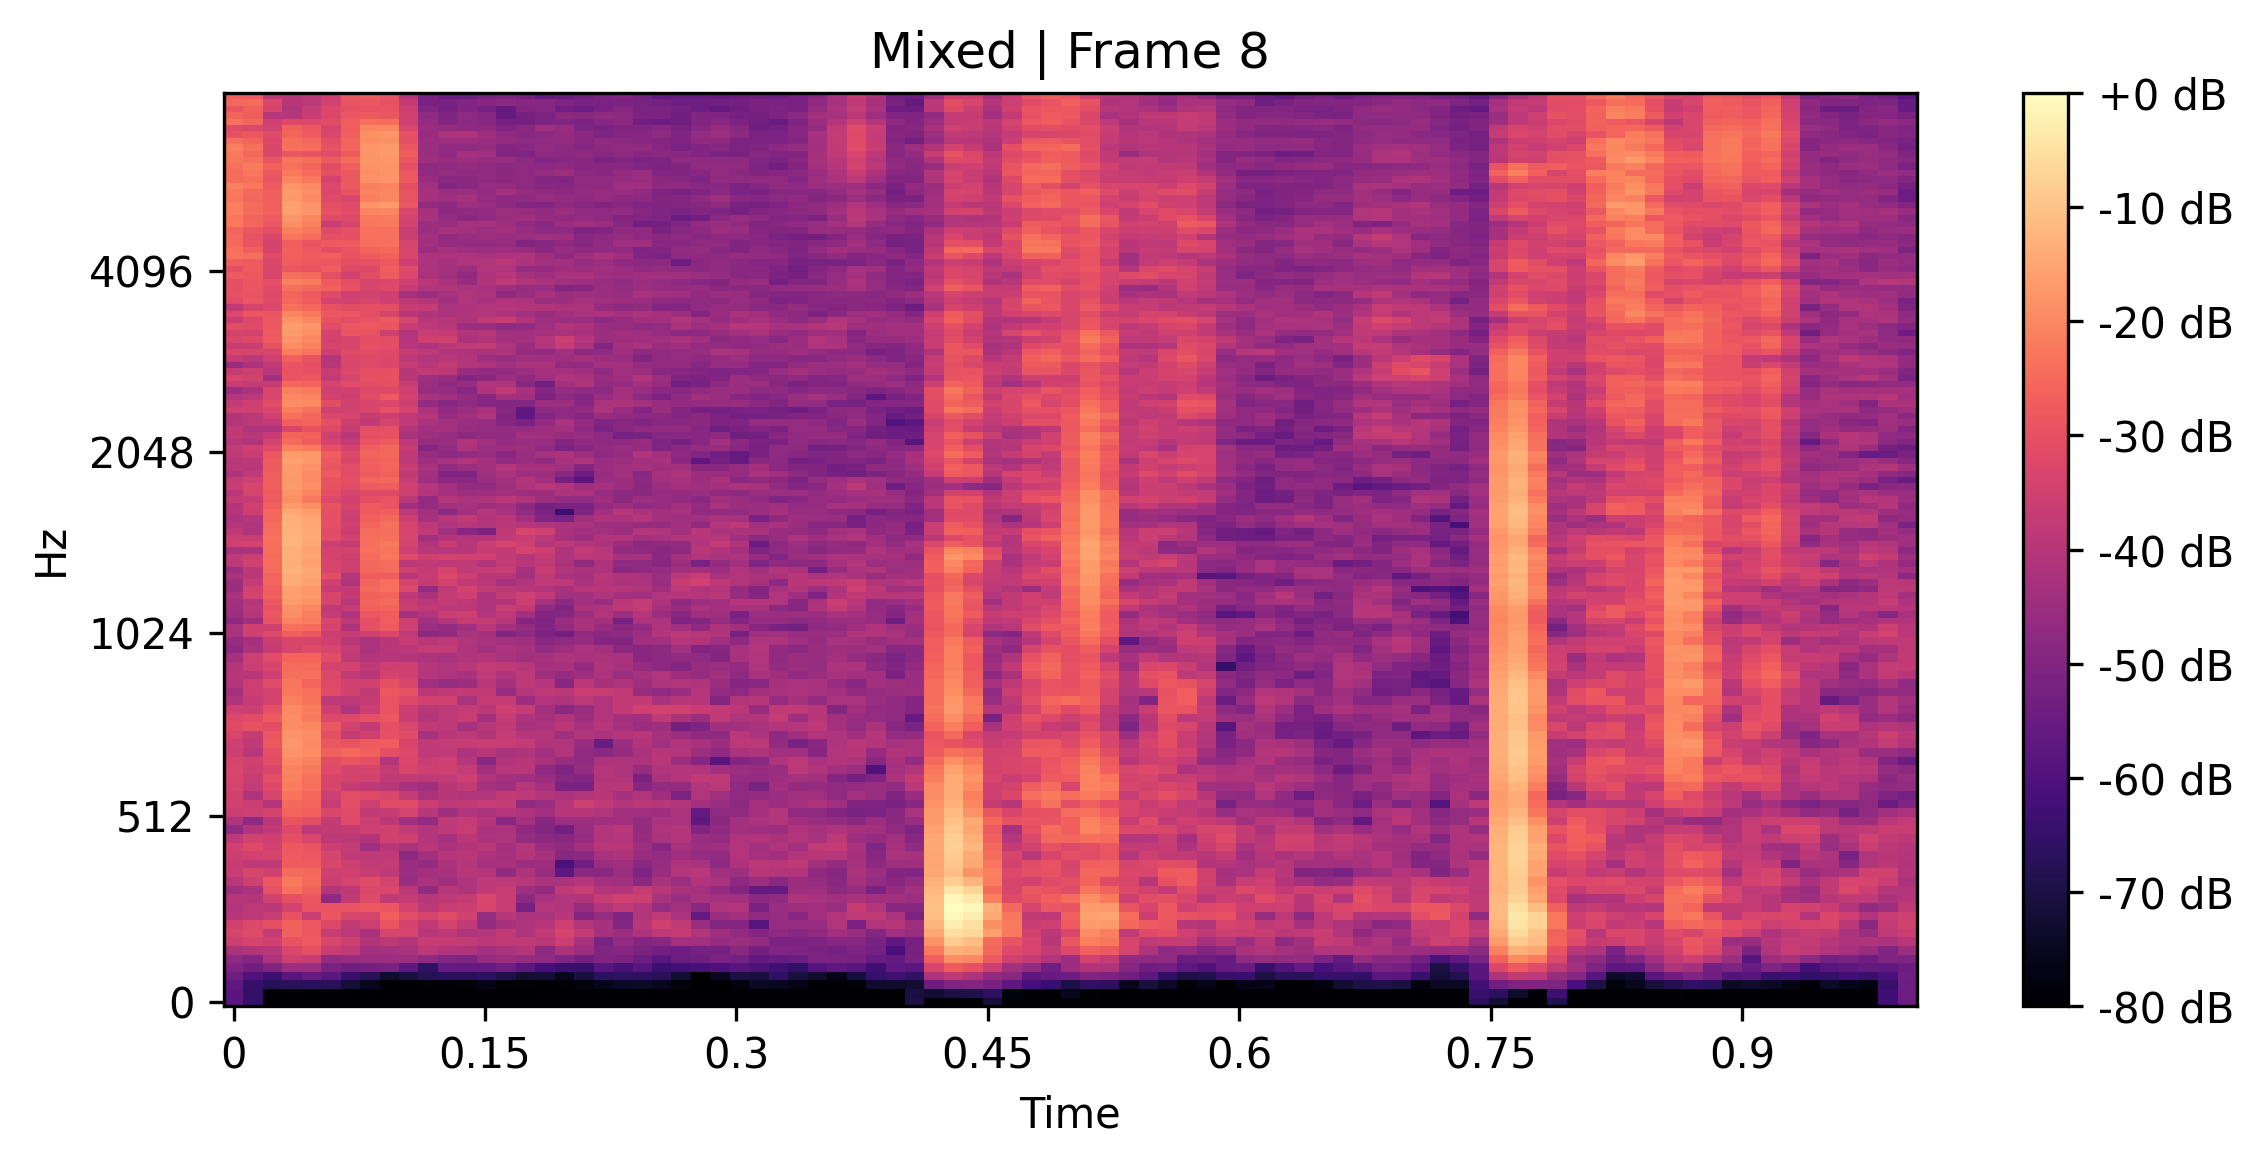 Mixed | Frame 8
Hz
4096
2048
1024
512
0
0 0.15 0.3 0.45 0.6 0.75 0.9
Time
+0 dB
-10 dB
-20 dB
-30 dB
-40 dB
-50 dB
-60 dB
-70 dB
-80 dB